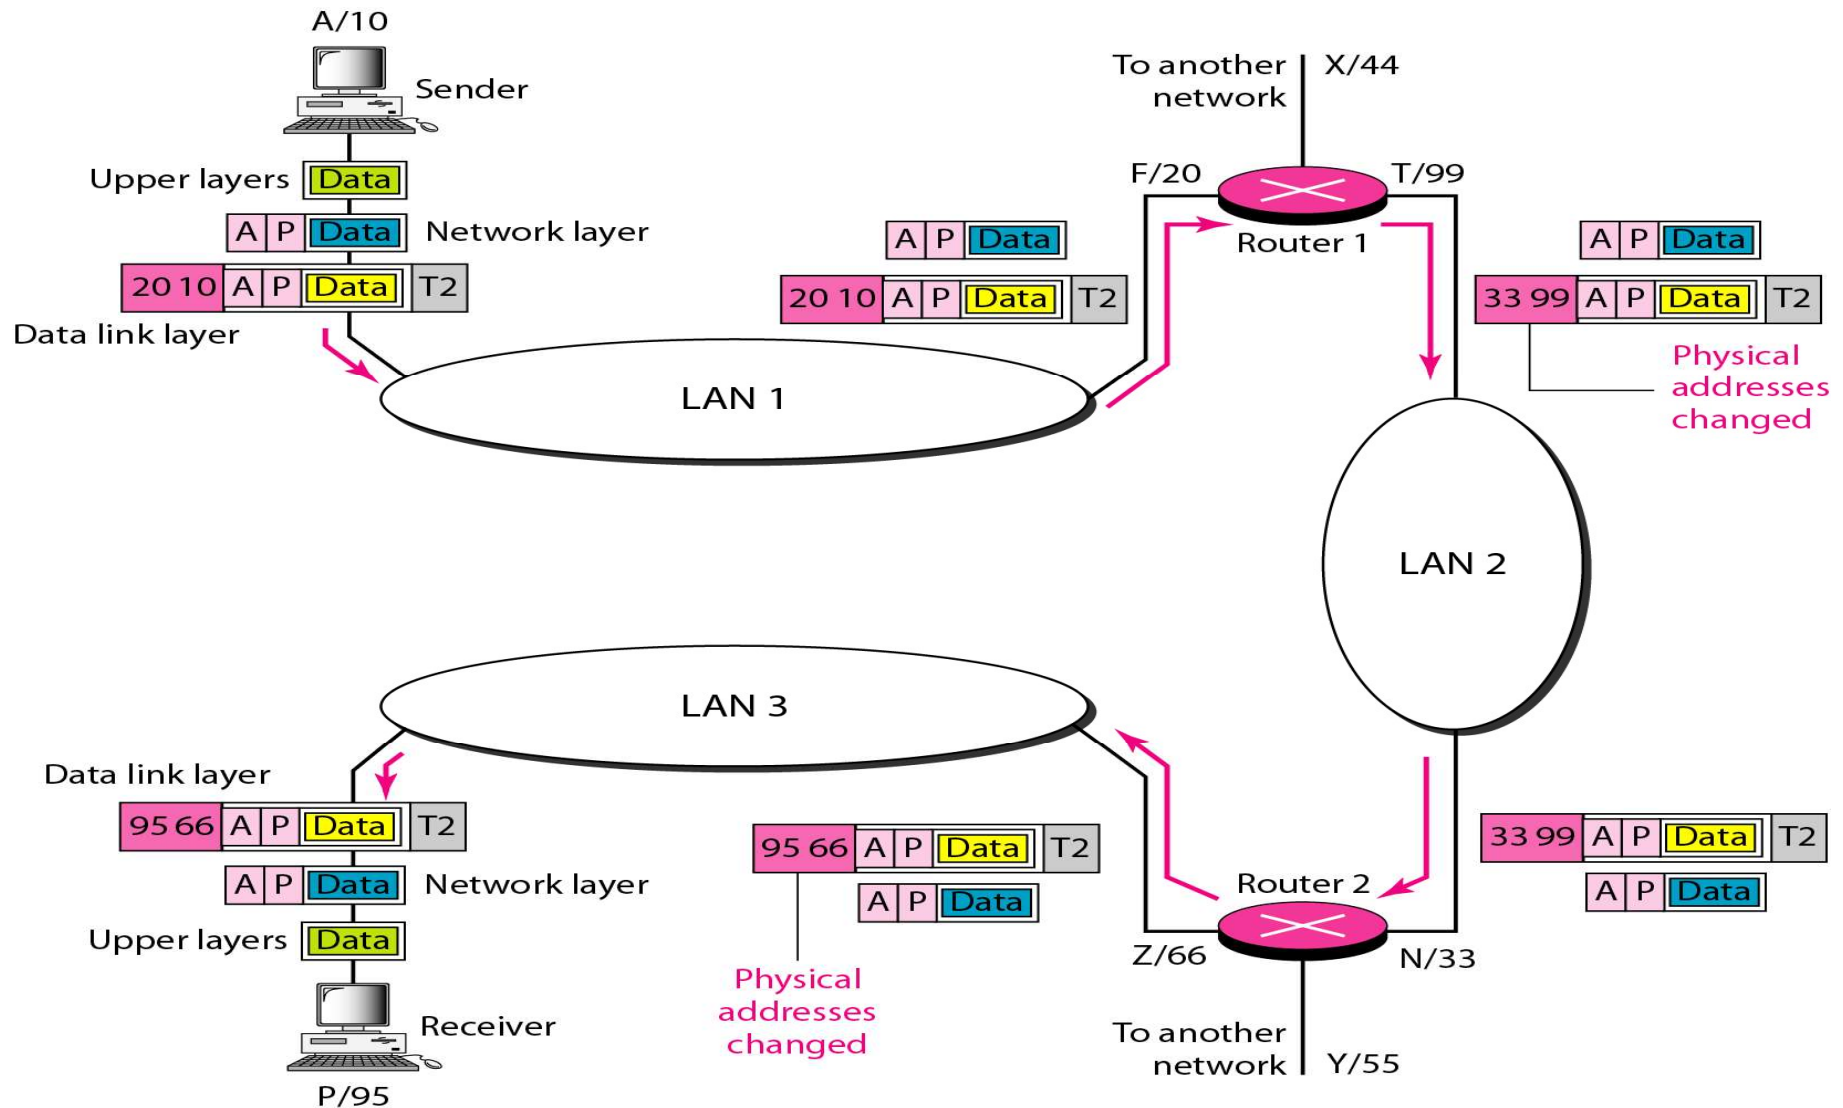 A/10
Sender
Upper layers Data
A P Data Network layer
20 10 A P Data T2
Data link layer
LAN 1
To another
network
X/44
F/20
T/99
Router 1
A P Data
20 10 A P Data T2
A P Data
33 99 A P Data T2
Physical
addresses
changed
LAN 2
33 99 A P Data T2
A P Data
Router 2
Z/66
N/33
To another
network
Y/55
95 66 A P Data T2
A P Data
Physical
addresses
changed
LAN 3
Data link layer
95 66 A P Data T2
A P Data Network layer
Upper layers Data
Receiver
P/95